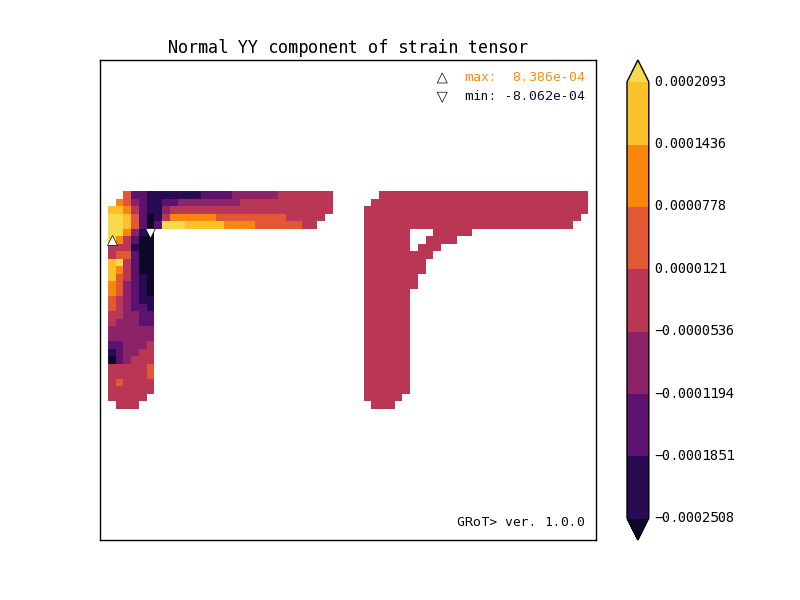 Normal YY component of strain tensor
△ max: 8.386e-04
▽ min: -8.062e-04
0.0002093
0.0001436
0.0000778
0.0000121
−0.0000536
−0.0001194
−0.0001851
−0.0002508
GRoT> ver. 1.0.0